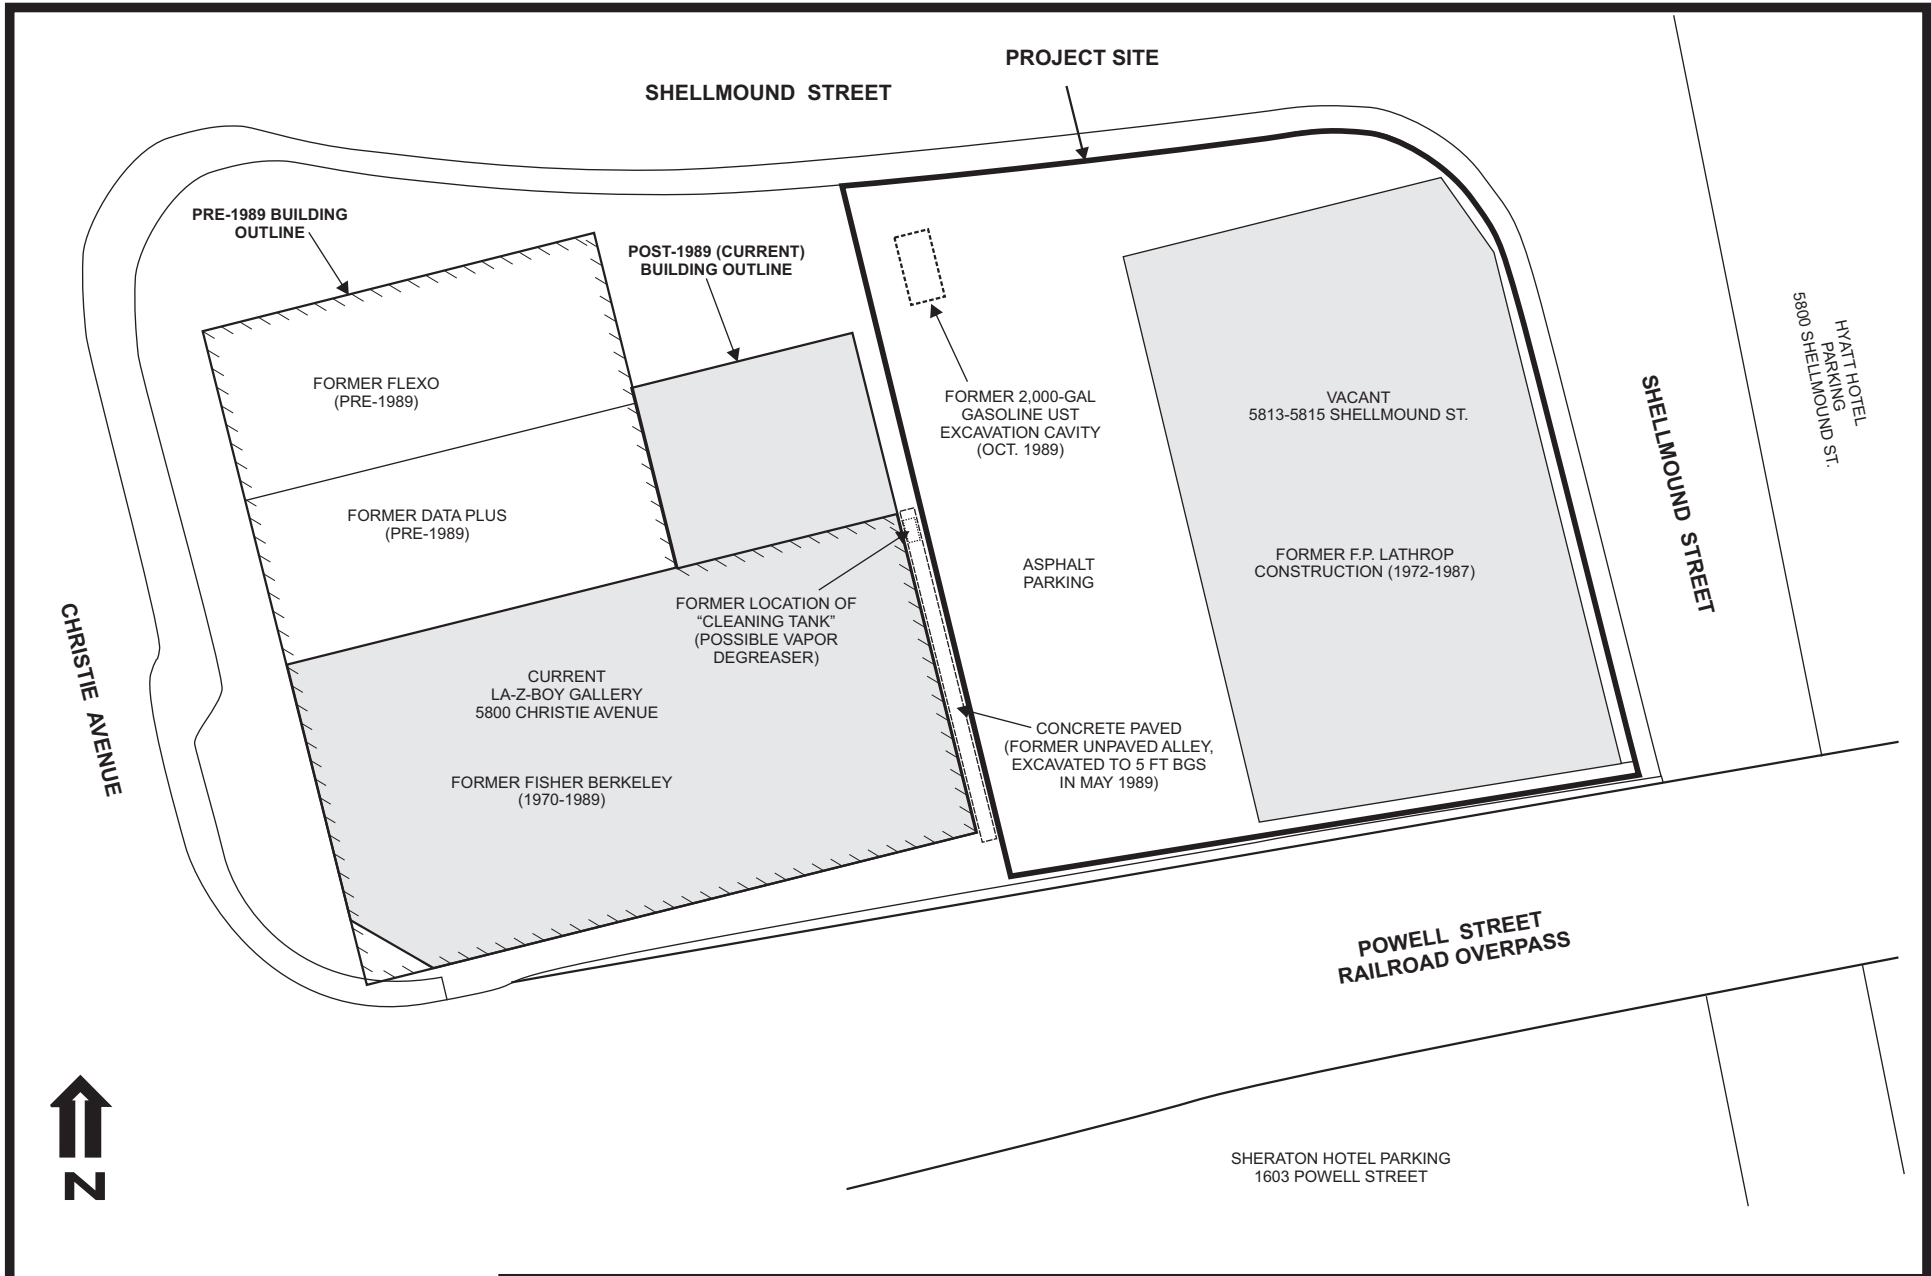 PROJECT SITE
SHELLMOUND STREET
PRE-1989 BUILDING
OUTLINE
POST-1989 (CURRENT)
BUILDING OUTLINE
FORMER FLEXO
(PRE-1989)
FORMER DATA PLUS
(PRE-1989)
FORMER 2,000-GAL
GASOLINE UST
EXCAVATION CAVITY
(OCT. 1989)
VACANT
5813-5815 SHELLMOUND ST.
HYATT HOTEL
PARKING
5800 SHELLMOUND ST.
SHELLMOUND STREET
ASPHALT
PARKING
FORMER F.P. LATHROP
CONSTRUCTION (1972-1987)
FORMER LOCATION OF
“CLEANING TANK”
(POSSIBLE VAPOR
DEGREASER)
CHRISTIE AVENUE
CURRENT
LA-Z-BOY GALLERY
5800 CHRISTIE AVENUE
CONCRETE PAVED
(FORMER UNPAVED ALLEY,
EXCAVATED TO 5 FT BGS
IN MAY 1989)
FORMER FISHER BERKELEY
(1970-1989)
POWELL STREET
RAILROAD OVERPASS
N
SHERATON HOTEL PARKING
1603 POWELL STREET